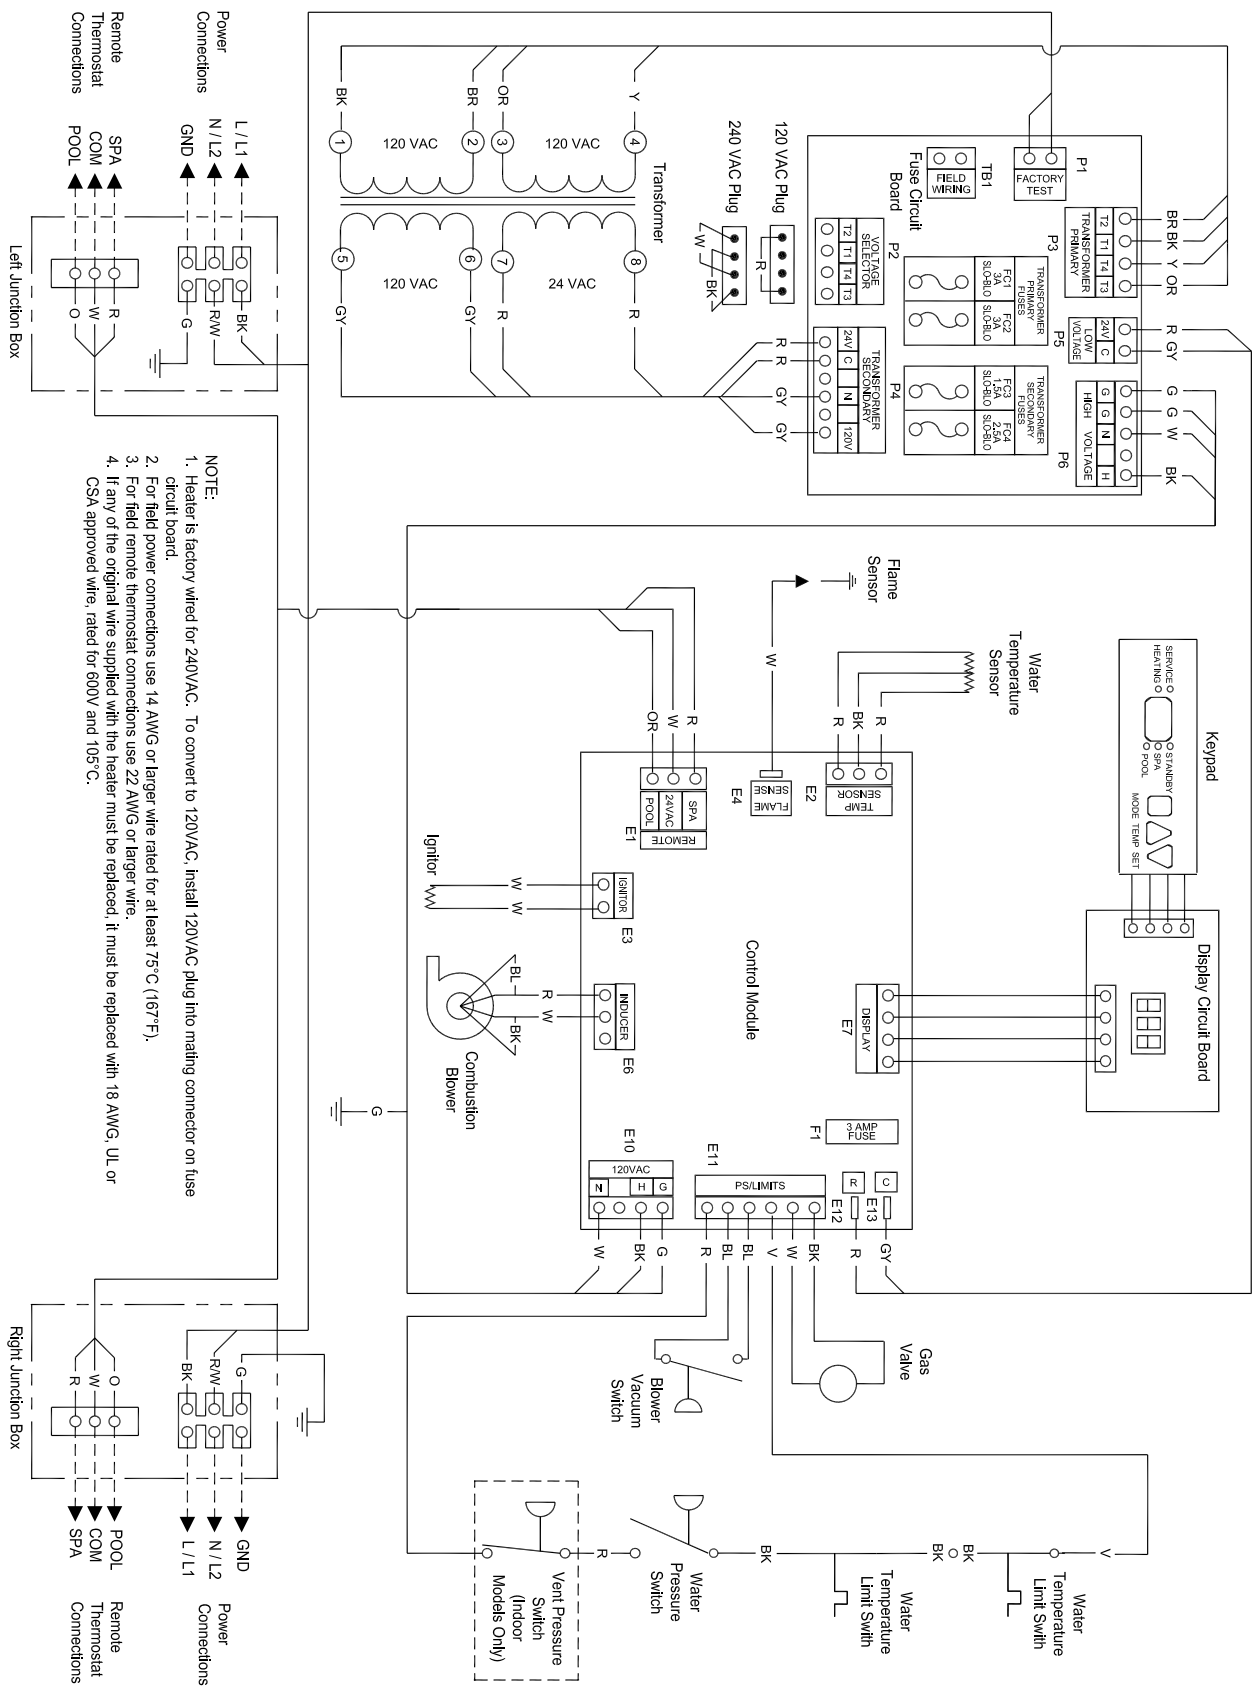 Keypad
SERVICE
HEATING
STANDBY
SPA
POOL
MODE TEMP SET
Display Circuit Board
P1
FACTORY
TEST
TB1
FIELD
WIRING
Fuse Circuit
Board
P3
T2 T1 T4 T3
TRANSFORMER
PRIMARY
BR
BK
Y
OR
P5
24V C
LOW
VOLTAGE
R
GY
P6
G G N H
HIGH VOLTAGE
G
G
W
BK
TRANSFORMER
PRIMARY
FUSES
FC1
3A
SLO-BLO
FC2
3A
SLO-BLO
TRANSFORMER
SECONDARY
FUSES
FC3
1.5A
SLO-BLO
FC4
2.5A
SLO-BLO
P2
VOLTAGE
SELECTOR
T2 T1 T4 T3
P4
TRANSFORMER
SECONDARY
24V C N 120V
R
R
GY
GY
120 VAC Plug
R
240 VAC Plug
W
BK
Transformer
Y
OR
BR
BK
4
3
2
1
120 VAC
120 VAC
8
7
6
5
24 VAC
120 VAC
R
R
GY
GY
Water
Temperature
Sensor
R
BK
R
TEMP
SENSOR
E2
Flame
Sensor
W
FLAME
SENSE
E4
R
W
OR
SPA
24VAC
POOL
REMOTE
E1
Ignitor
W
W
IGNITOR
E3
Combustion
Blower
BL
R
W
BK
INDUCER
E6
Control Module
DISPLAY
E7
3 AMP
FUSE
F1
R
C
E12
E13
R
GY
PS/LIMITS
E11
R
BL
BL
V
W
BK
120VAC
E10
N H G
W
BK
G
G
Gas
Valve
Blower
Vacuum
Switch
Water
Temperature
Limit Swith
V
BK
BK
Water
Temperature
Limit Swith
BK
Water
Pressure
Switch
R
Vent Pressure
Switch
(Indoor
Models Only)
Power
Connections
L / L1
N / L2
GND
Remote
Thermostat
Connections
SPA
COM
POOL
BK
R/W
G
R
W
O
Left Junction Box
NOTE:
1. Heater is factory wired for 240VAC. To convert to 120VAC, install 120VAC plug into mating connector on fuse
circuit board.
2. For field power connections use 14 AWG or larger wire rated for at least 75°C (167°F).
3. For field remote thermostat connections use 22 AWG or larger wire.
4. If any of the original wire supplied with the heater must be replaced, it must be replaced with 18 AWG, UL or
CSA approved wire, rated for 600V and 105°C.
G
R/W
BK
O
W
R
Right Junction Box
GND
N / L2
L / L1
Power
Connections
POOL
COM
SPA
Remote
Thermostat
Connections